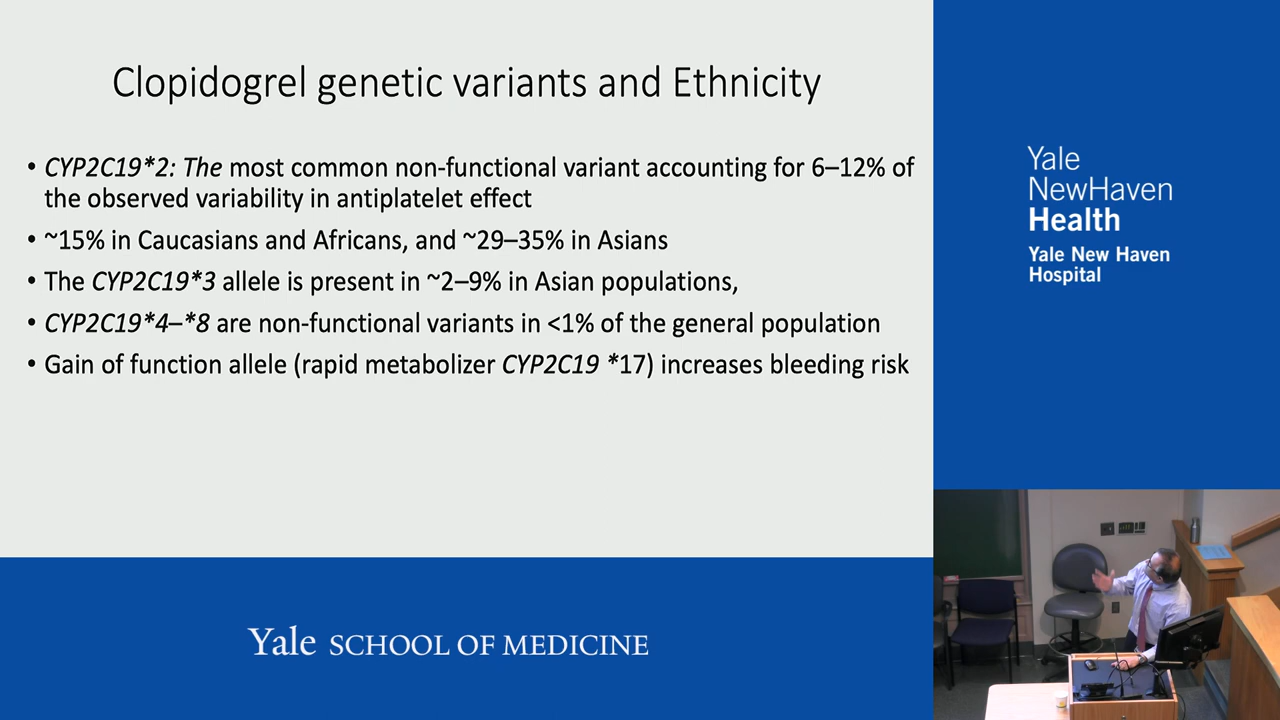 Clopidogrel genetic variants and Ethnicity
• CYP2C19*2: The most common non-functional variant accounting for 6–12% of
the observed variability in antiplatelet effect
• ~15% in Caucasians and Africans, and ~29–35% in Asians
• The CYP2C19*3 allele is present in ~2–9% in Asian populations,
• CYP2C19*4–*8 are non-functional variants in <1% of the general population
• Gain of function allele (rapid metabolizer CYP2C19 *17) increases bleeding risk
Yale
NewHaven
Health
Yale New Haven
Hospital
Yale SCHOOL OF MEDICINE